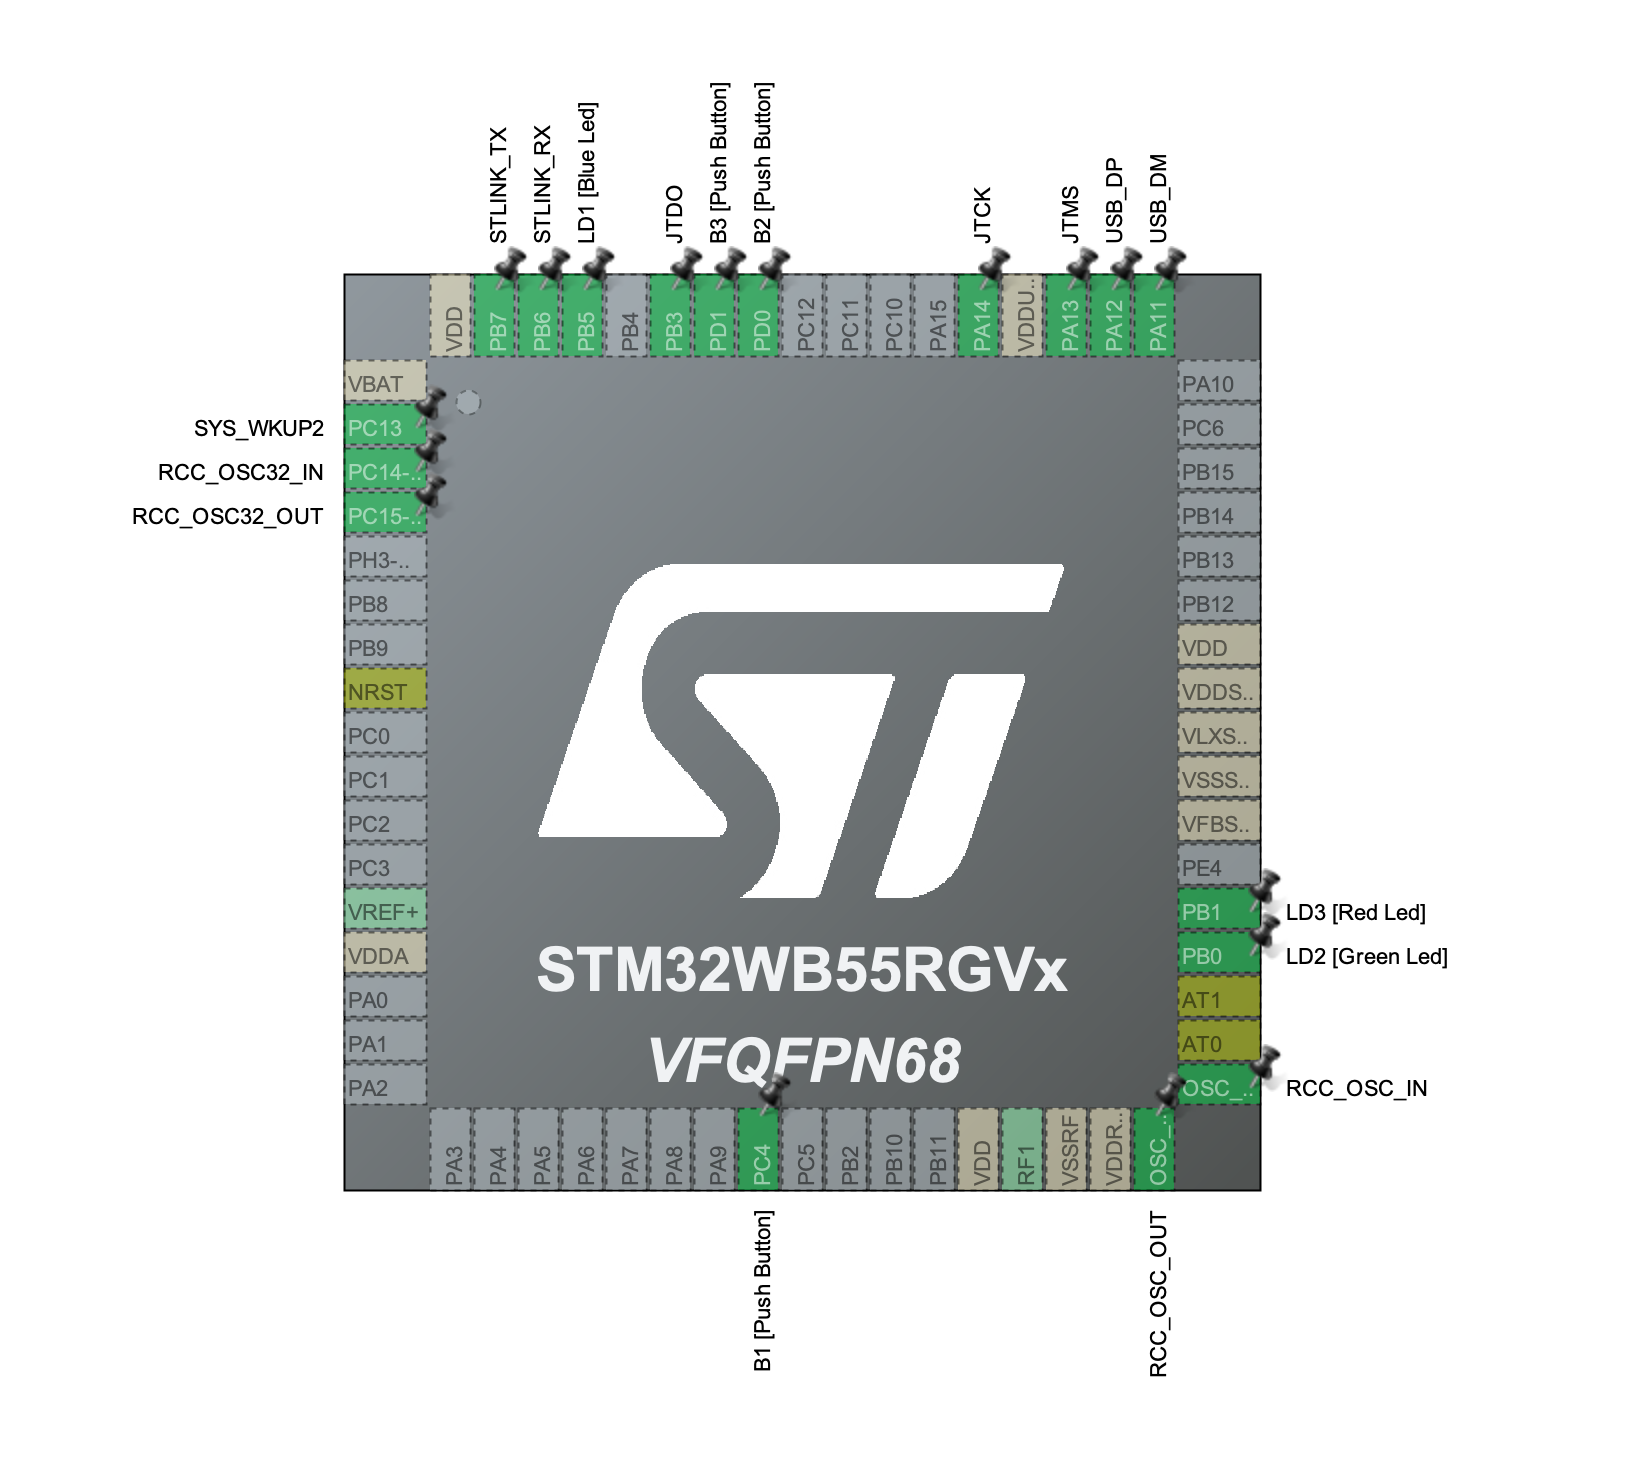 STLINK_TX
STLINK_RX
LD1 [Blue Led]
JTDO
B3 [Push Button]
B2 [Push Button]
JTCK
JTMS
USB_DP
USB_DM
VDD
PB7
PB6
PB5
PB4
PB3
PD1
PD0
PC12
PC11
PC10
PA15
PA14
VDDU..
PA13
PA12
PA11
VBAT
SYS_WKUP2 PC13
RCC_OSC32_IN PC14-..
RCC_OSC32_OUT PC15-..
PH3-..
PB8
PB9
NRST
PC0
PC1
PC2
PC3
VREF+
VDDA
PA0
PA1
PA2
PA10
PC6
PB15
PB14
PB13
PB12
VDD
VDDS..
VLXS..
VSSS..
VFBS..
PE4
PB1 LD3 [Red Led]
PB0 LD2 [Green Led]
AT1
AT0
OSC_.. RCC_OSC_IN
ST
STM32WB55RGVx
VFQFPN68
PA3
PA4
PA5
PA6
PA7
PA8
PA9
PC4
PC5
PB2
PB10
PB11
VDD
RF1
VSSRF
VDDR..
OSC_..
B1 [Push Button]
RCC_OSC_OUT